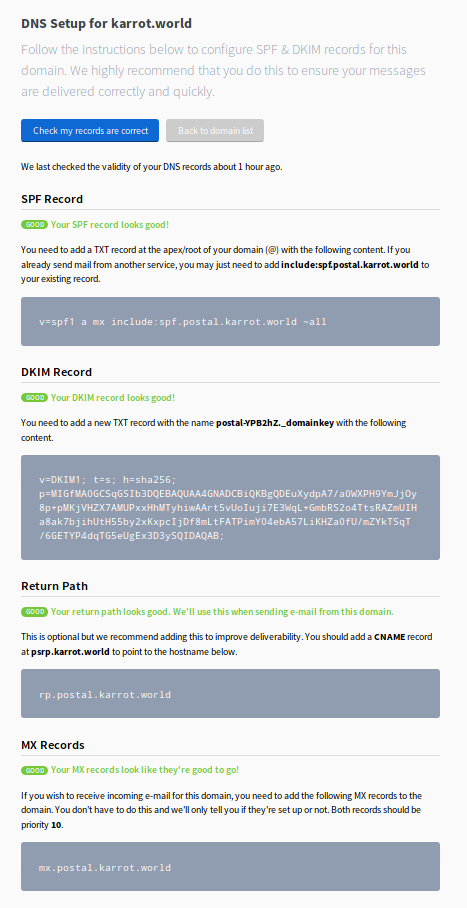 DNS Setup for karrot.world
Follow the instructions below to configure SPF & DKIM records for this
domain. We highly recommend that you do this to ensure your messages
are delivered correctly and quickly.
Check my records are correct
Back to domain list
We last checked the validity of your DNS records about 1 hour ago.
SPF Record
GOOD Your SPF record looks good!
You need to add a TXT record at the apex/root of your domain (@) with the following content. If you
already send mail from another service, you may just need to add include:spf.postal.karrot.world to
your existing record.
v=spf1 a mx include:spf.postal.karrot.world ~all
DKIM Record
GOOD Your DKIM record looks good!
You need to add a new TXT record with the name postal-YPB2hZ._domainkey with the following
content.
v=DKIM1; t=s; h=sha256;
p=MIGfMA0GCSqGSIb3DQEBAQUAA4GNADCBiQKBgQDEuXydpA7/a0WXPH9YmJjOy
8p+pMKjVHZX7AMUPxxHhMTyhiwAArt5vUoIuji7E3WqL+GmbRS2o4TtsRAZmUIH
a8ak7bjihUtH55by2xKxpcIjDf8mLtFATPimYO4ebA57LiKHZaOfU/mZYkTSqT
/6GETYP4dqTG5eUgEx3D3ySQIDAQAB;
Return Path
GOOD Your return path looks good. We'll use this when sending e-mail from this domain.
This is optional but we recommend adding this to improve deliverability. You should add a CNAME record
at psrp.karrot.world to point to the hostname below.
rp.postal.karrot.world
MX Records
GOOD Your MX records look like they're good to go!
If you wish to receive incoming e-mail for this domain, you need to add the following MX records to the
domain. You don't have to do this and we'll only tell you if they're set up or not. Both records should be
priority 10.
mx.postal.karrot.world